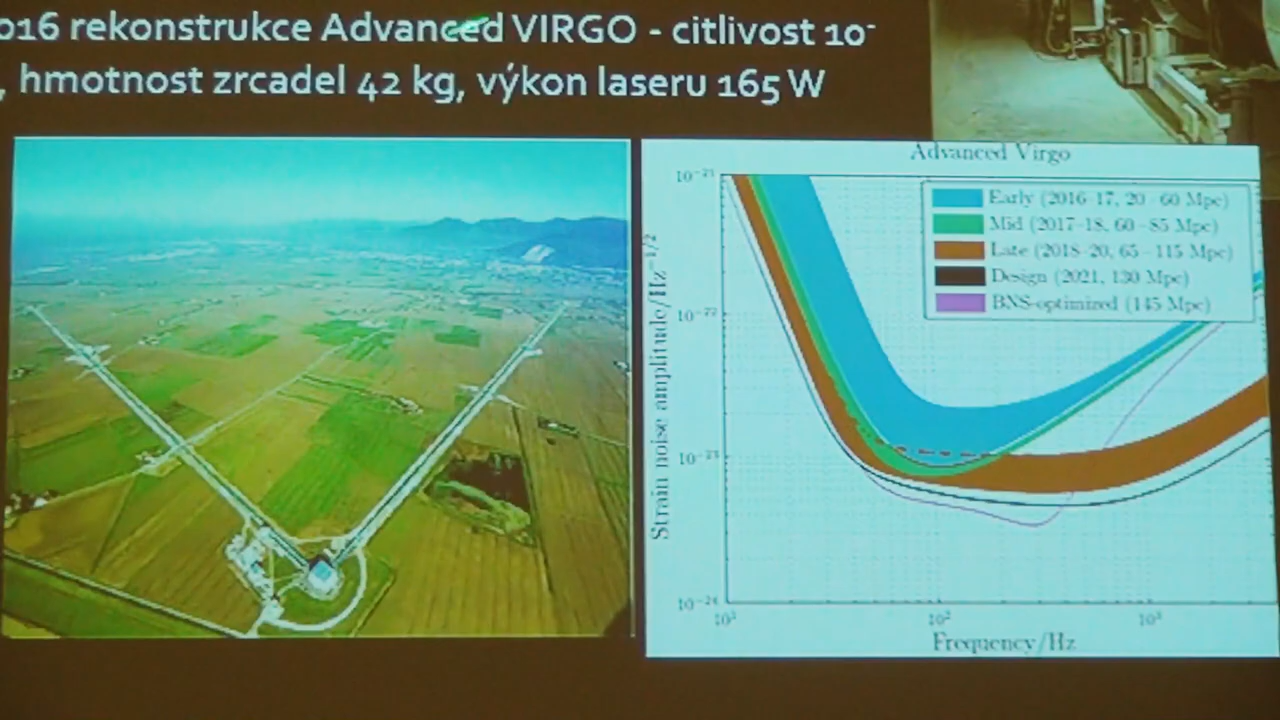 016 rekonstrukce Advanced VIRGO - citlivost 10-
, hmotnost zrcadel 42 kg, výkon laseru 165 W
Advanced Virgo
Early (2016-17, 20 - 60 Mpc)
Mid (2017-18, 60 - 85 Mpc)
Late (2018-20, 65 - 115 Mpc)
Design (2021, 130 Mpc)
BNS-optimized (145 Mpc)
Strain noise amplitude/Hz^-1/2
10^-21
10^-22
10^-23
10^-24
10^1 10^2 10^3
Frequency/Hz